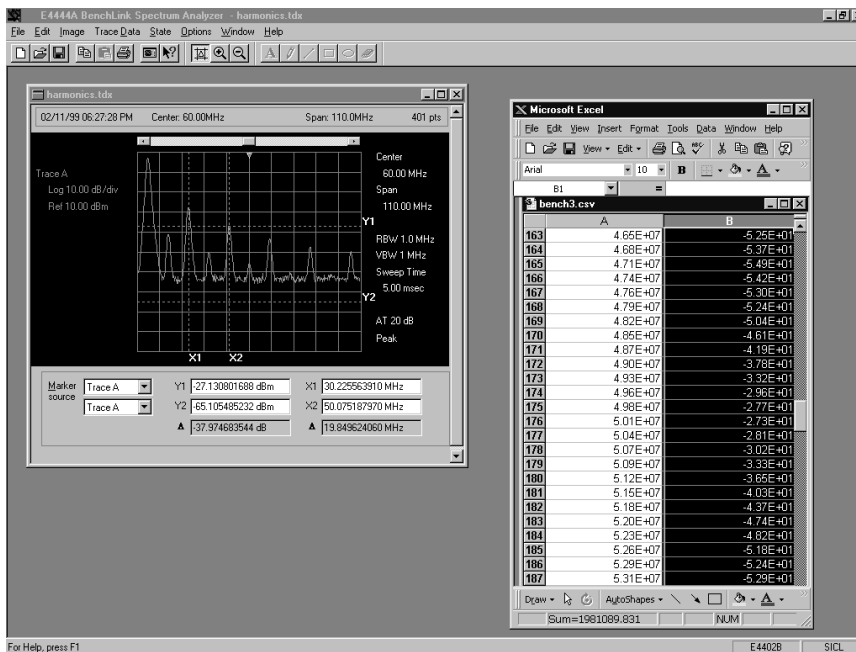 E4444A BenchLink Spectrum Analyzer - harmonics.tdx
File Edit Image Trace Data State Options Window Help
harmonics.tdx
02/11/99 06:27:28 PM Center: 60.00MHz Span: 110.0MHz 401 pts
Trace A
Log 10.00 dB/div
Ref 10.00 dBm
Center
60.00 MHz
Span
110.00 MHz
Y1
RBW 1.0 MHz
VBW 1 MHz
Sweep Time
5.00 msec
Y2
AT 20 dB
Peak
X1 X2
Marker source
Trace A
Trace A
Y1 -27.130801688 dBm X1 30.225563910 MHz
Y2 -65.105485232 dBm X2 50.075187970 MHz
Δ -37.974683544 dB Δ 19.849624060 MHz
Microsoft Excel
File Edit View Insert Format Tools Data Window Help
View Edit ABC
Arial 10 B A
B1 =
bench3.csv
A B
163 4.65E+07 -5.25E+01
164 4.68E+07 -5.37E+01
165 4.71E+07 -5.49E+01
166 4.74E+07 -5.42E+01
167 4.76E+07 -5.30E+01
168 4.79E+07 -5.24E+01
169 4.82E+07 -5.04E+01
170 4.85E+07 -4.61E+01
171 4.87E+07 -4.19E+01
172 4.90E+07 -3.78E+01
173 4.93E+07 -3.32E+01
174 4.96E+07 -2.96E+01
175 4.98E+07 -2.77E+01
176 5.01E+07 -2.73E+01
177 5.04E+07 -2.81E+01
178 5.07E+07 -3.02E+01
179 5.09E+07 -3.33E+01
180 5.12E+07 -3.65E+01
181 5.15E+07 -4.03E+01
182 5.18E+07 -4.37E+01
183 5.20E+07 -4.74E+01
184 5.23E+07 -4.82E+01
185 5.26E+07 -5.18E+01
186 5.29E+07 -5.24E+01
187 5.31E+07 -5.29E+01
Draw AutoShapes A
Sum=1981089.831 NUM
For Help, press F1 E4402B SICL